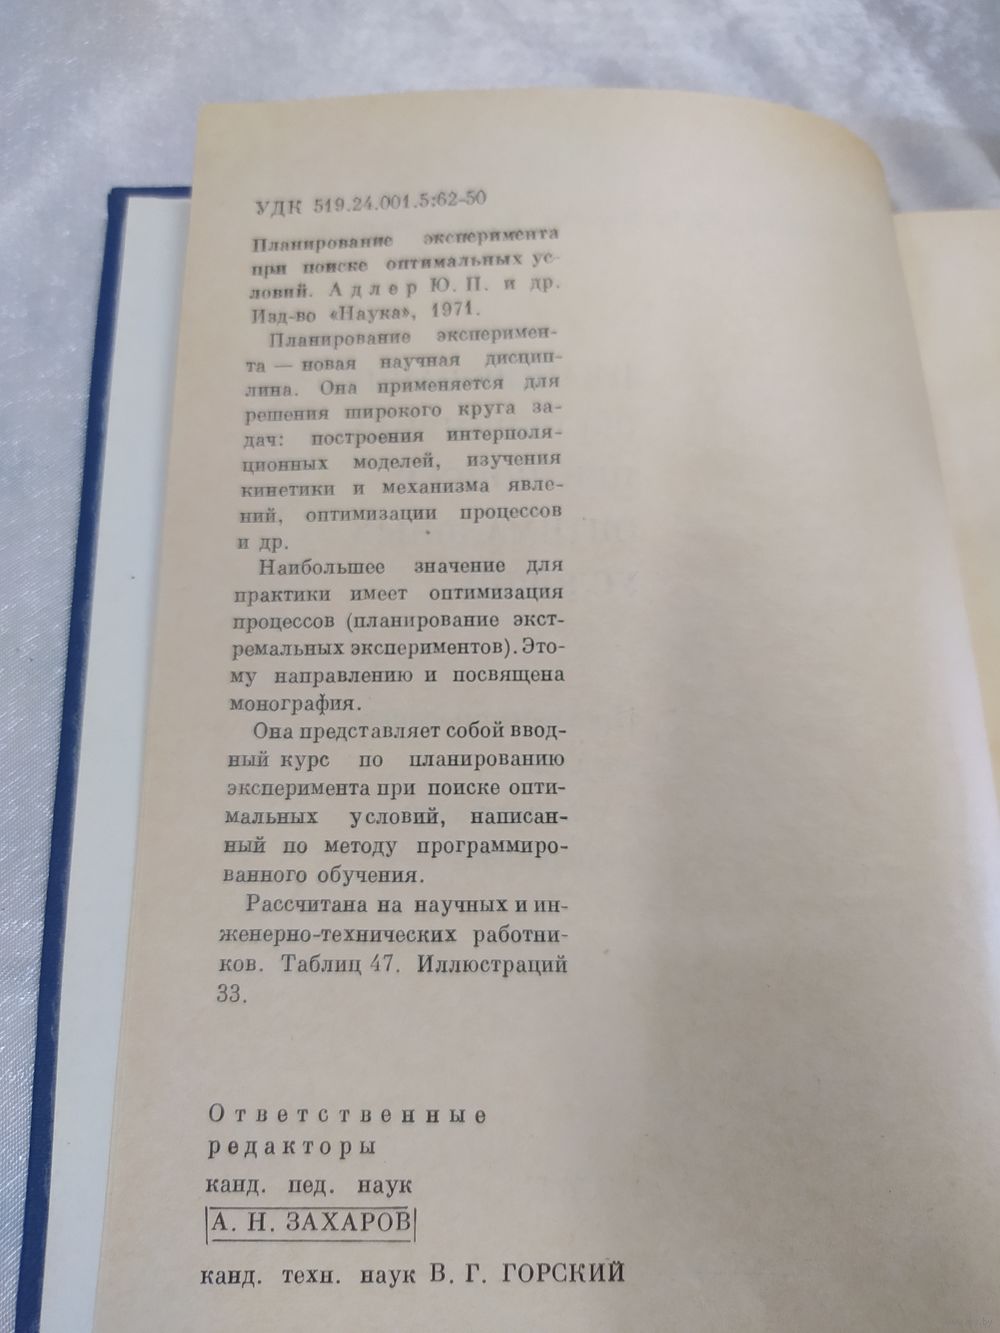 УДК 519.24.001.5:62-50
Планирование эксперимента
при поиске оптимальных ус-
ловий. Адлер Ю. П. и др.
Изд-во «Наука», 1971.
Планирование эксперимен-
та — новая научная дисцип-
лина. Она применяется для
решения широкого круга за-
дач: построения интерполя-
ционных моделей, изучения
кинетики и механизма явле-
ний, оптимизации процессов
и др.
Наибольшее значение для
практики имеет оптимизация
процессов (планирование экст-
ремальных экспериментов). Это-
му направлению и посвящена
монография.
Она представляет собой ввод-
ный курс по планированию
эксперимента при поиске опти-
мальных условий, написан-
ный по методу программиро-
ванного обучения.
Рассчитана на научных и ин-
женерно-технических работни-
ков. Таблиц 47. Иллюстраций
33.
Ответственные
редакторы
канд. пед. наук
А. Н. ЗАХАРОВ
канд. техн. наук В. Г. ГОРСКИЙ